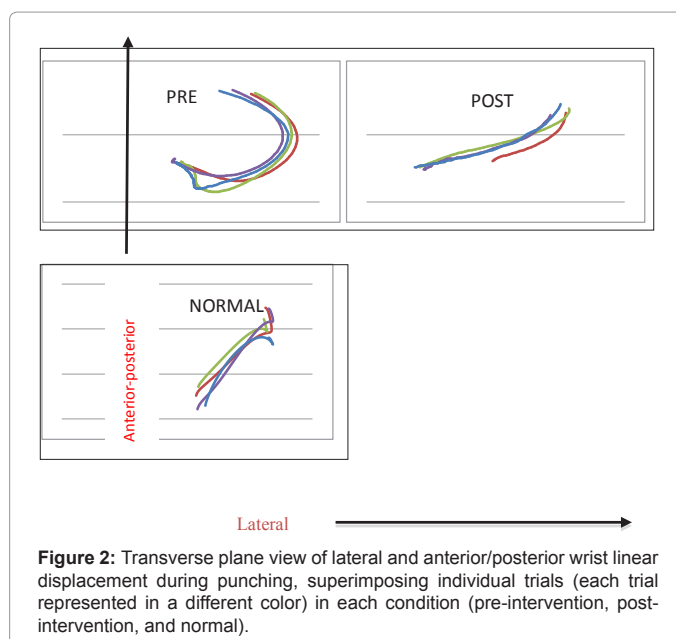 PRE
POST
NORMAL
Anterior-posterior
Lateral
Figure 2: Transverse plane view of lateral and anterior/posterior wrist linear
displacement during punching, superimposing individual trials (each trial
represented in a different color) in each condition (pre-intervention, post-
intervention, and normal).